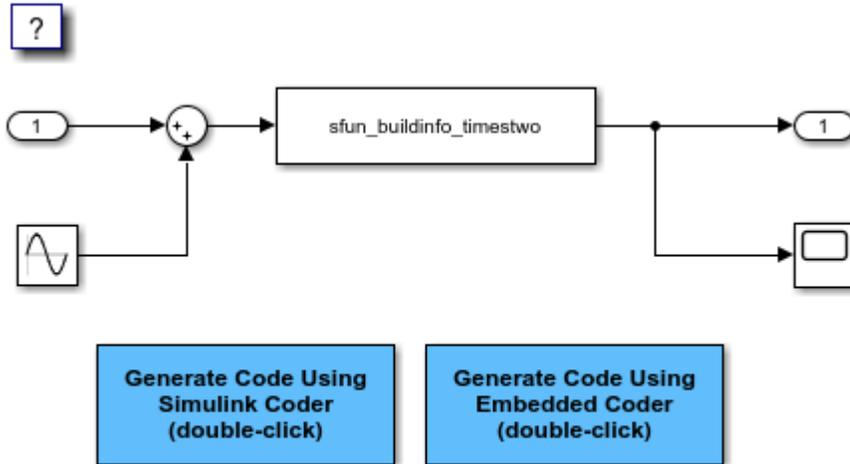 ?
1
++
sfun_buildinfo_timestwo
1
Generate Code Using
Simulink Coder
(double-click)
Generate Code Using
Embedded Coder
(double-click)